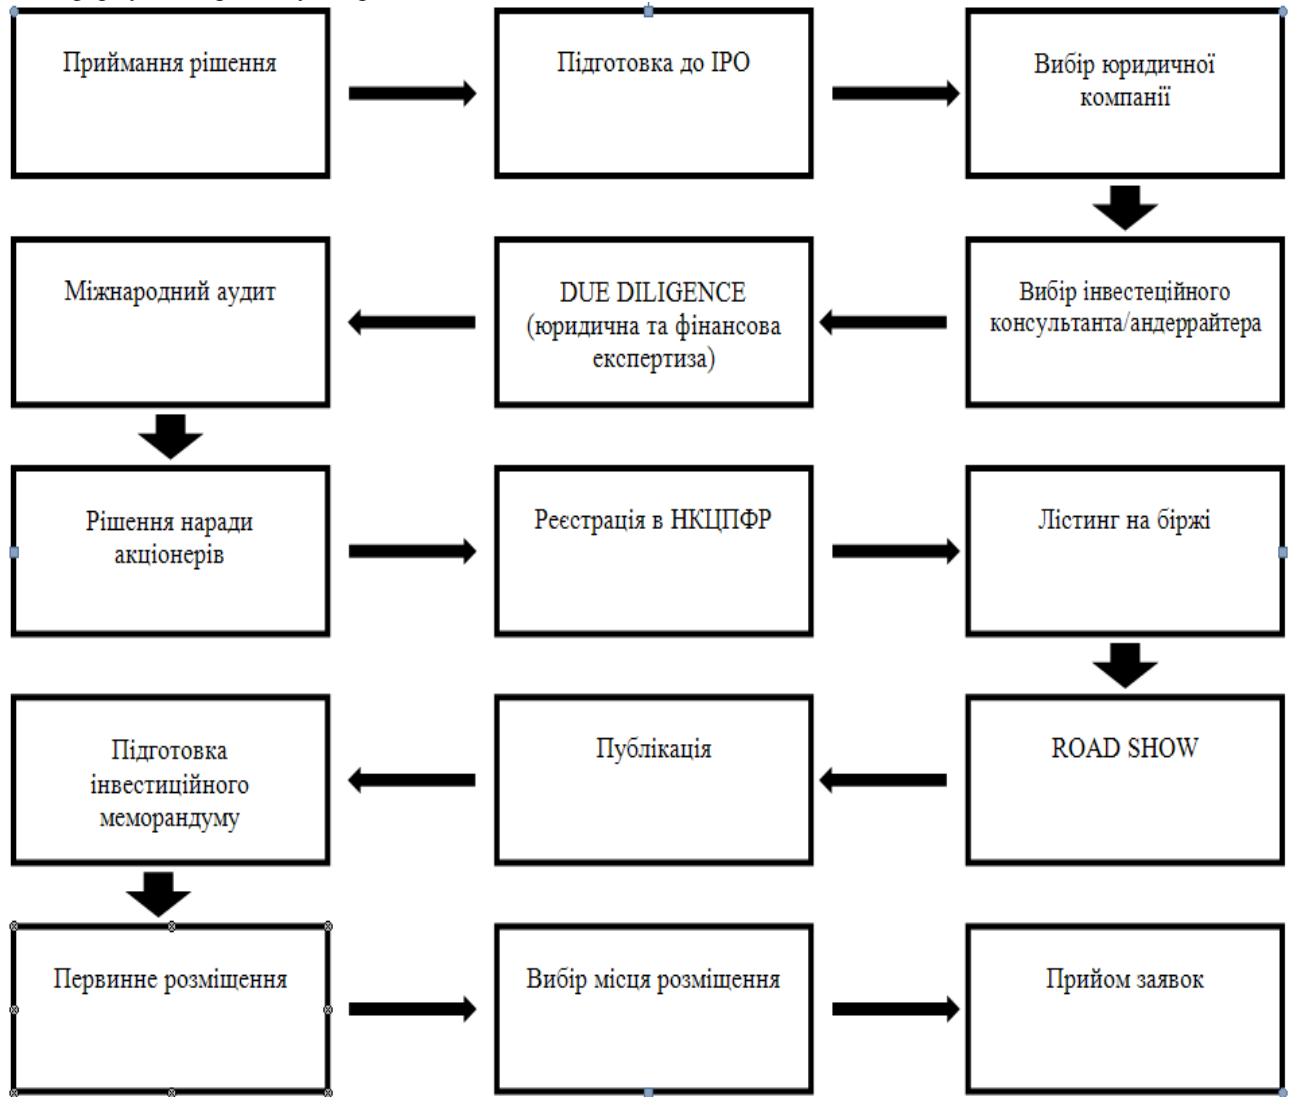 Приймання рішення
Підготовка до ІРО
Вибір юридичної
компанії
Вибір інвестеційного
консультанта/андеррайтера
DUE DILIGENCE
(юридична та фінансова
експертиза)
Міжнародний аудит
Рішення наради
акціонерів
Реєстрація в НКЦПФР
Лістинг на біржі
ROAD SHOW
Публікація
Підготовка
інвестиційного
меморандуму
Первинне розміщення
Вибір місця розміщення
Прийом заявок